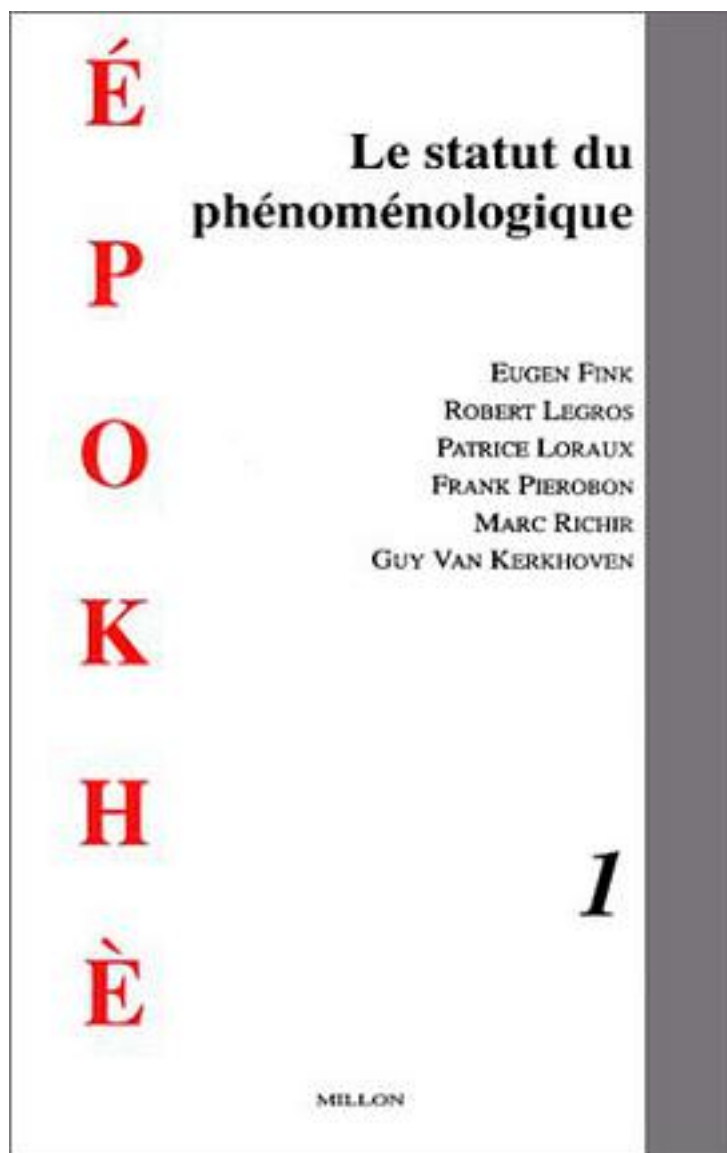 ÉPOKHÈ
Le statut du
phénoménologique
EUGEN FINK
ROBERT LEGROS
PATRICE LORAUX
FRANK PIEROBON
MARC RICHIR
GUY VAN KERKHOVEN
1
MILLON